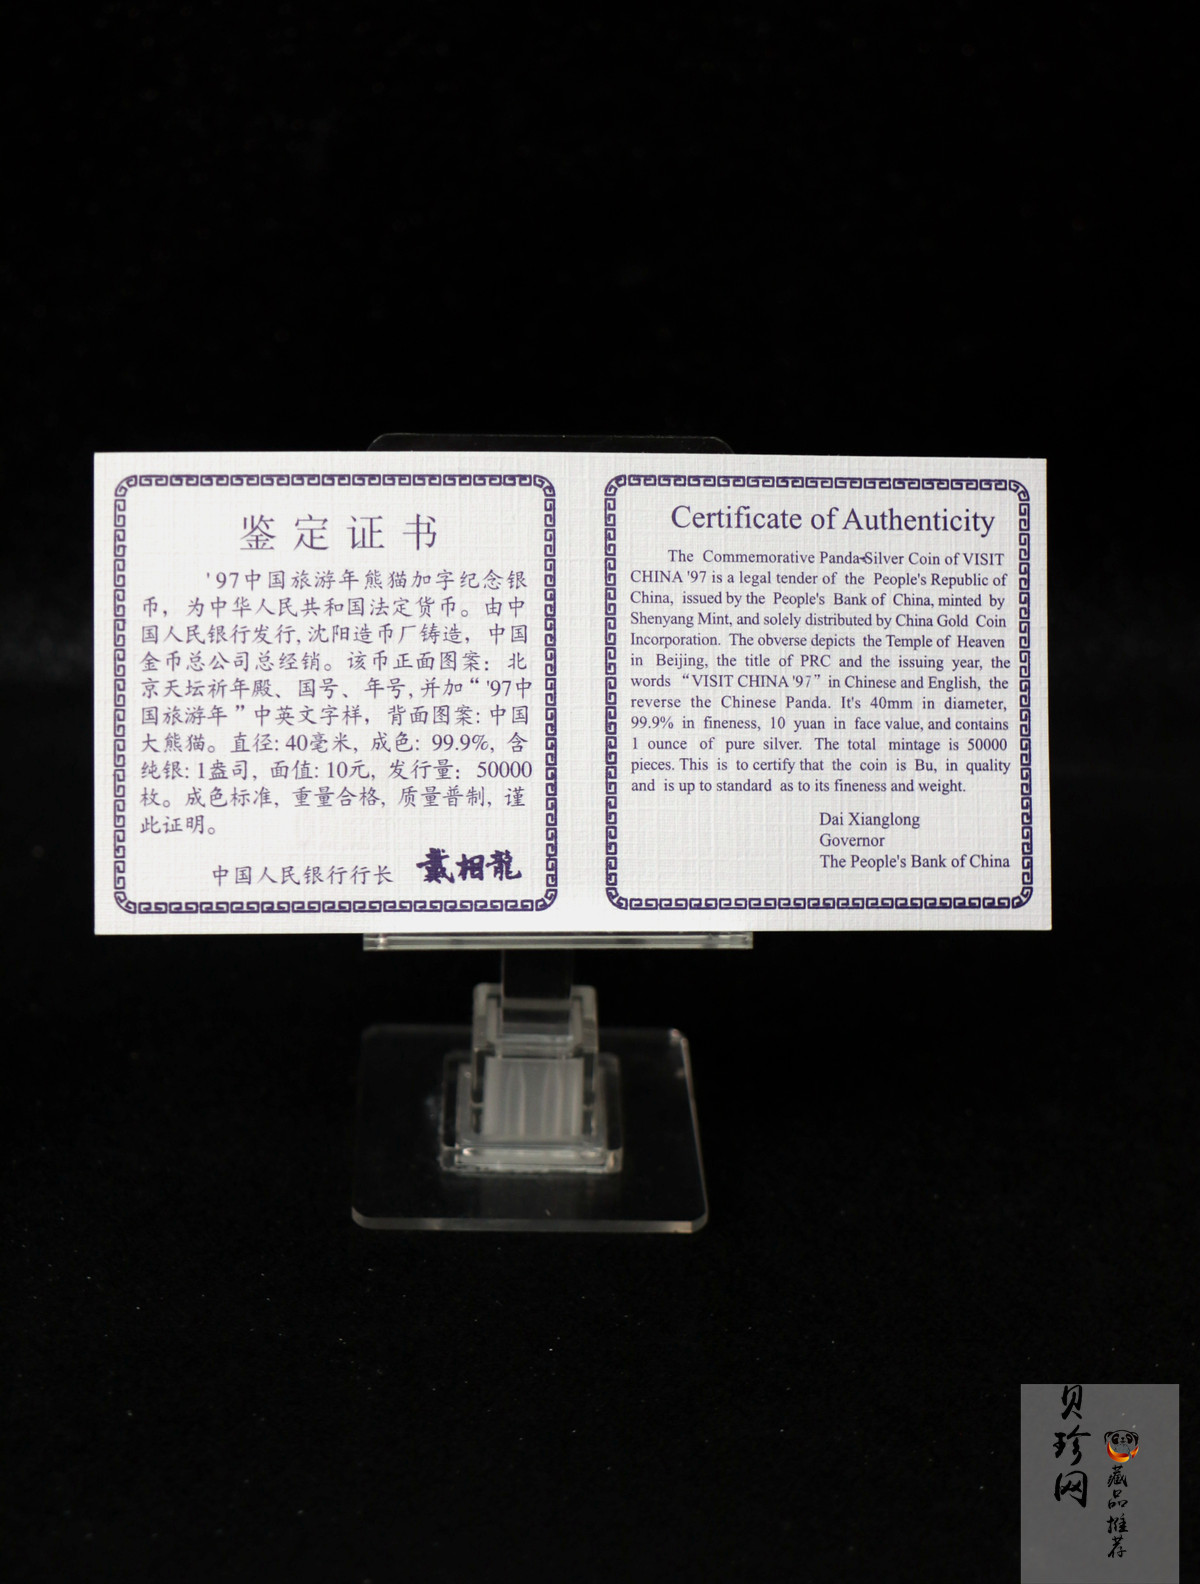 鉴定证书
'97中国旅游年熊猫加字纪念银
币，为中华人民共和国法定货币。由中
国人民银行发行, 沈阳造币厂铸造，中国
金币总公司总经销。该币正面图案：北
京天坛祈年殿、国号、年号, 并加“'97中
国旅游年”中英文字样，背面图案: 中国
大熊猫。直径: 40毫米, 成色: 99.9%, 含
纯银: 1盎司, 面值: 10元, 发行量：50000
枚。成色标准, 重量合格, 质量普制, 谨
此证明。
中国人民银行行长 戴相龍
Certificate of Authenticity
The Commemorative Panda-Silver Coin of VISIT
CHINA '97 is a legal tender of the People's Republic of
China, issued by the People's Bank of China, minted by
Shenyang Mint, and solely distributed by China Gold Coin
Incorporation. The obverse depicts the Temple of Heaven
in Beijing, the title of PRC and the issuing year, the
words “VISIT CHINA '97” in Chinese and English, the
reverse the Chinese Panda. It's 40mm in diameter,
99.9% in fineness, 10 yuan in face value, and contains
1 ounce of pure silver. The total mintage is 50000
pieces. This is to certify that the coin is Bu, in quality
and is up to standard as to its fineness and weight.
Dai Xianglong
Governor
The People's Bank of China
贝珍网
藏品推荐